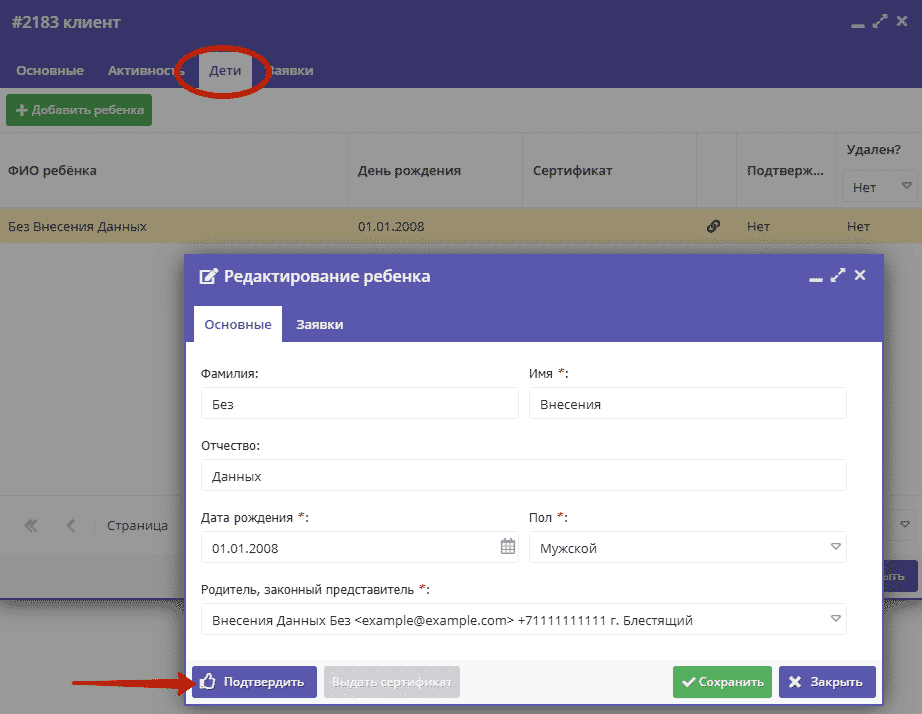 #2183 клиент
Основные Активность Дети Заявки
Добавить ребенка
ФИО ребёнка День рождения Сертификат Подтверж... Удален?
Нет
Без Внесения Данных 01.01.2008 Нет Нет
Редактирование ребенка
Основные Заявки
Фамилия: Имя *:
Без Внесения
Отчество:
Данных
Страница
Дата рождения *: Пол *:
01.01.2008 Мужской
Родитель, законный представитель *:
Внесения Данных Без <example@example.com> +71111111111 г. Блестящий
Подтвердить Выдать сертификат Сохранить Закрыть